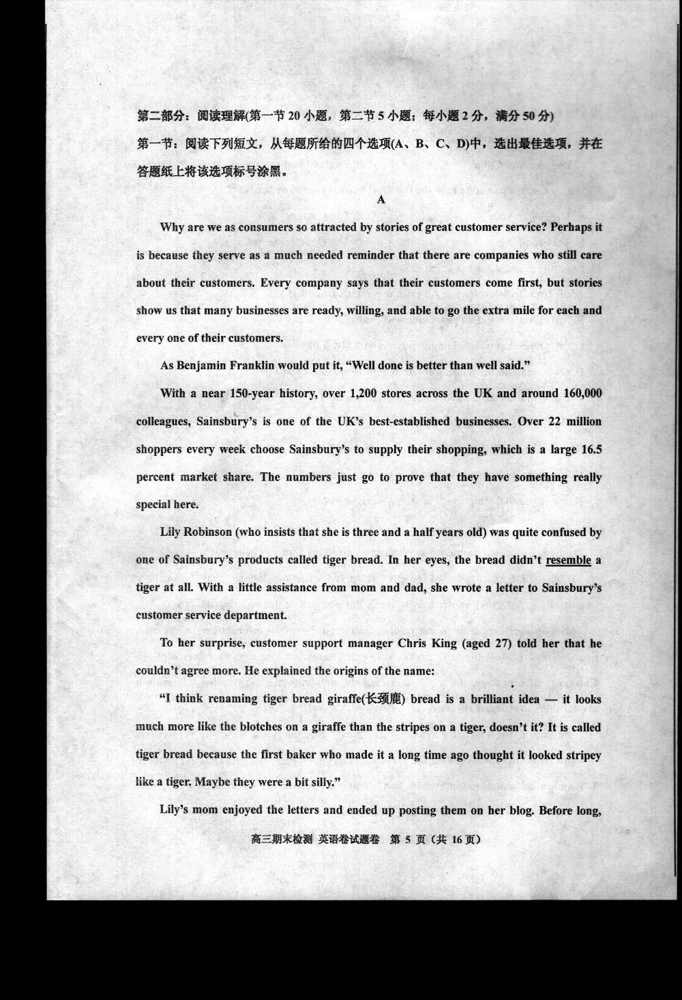 第二部分：阅读理解(第一节 20 小题，第二节 5 小题；每小题 2 分，满分 50 分)
第一节：阅读下列短文，从每题所给的四个选项(A、B、C、D)中，选出最佳选项，并在
答题纸上将该选项标号涂黑。
A
Why are we as consumers so attracted by stories of great customer service? Perhaps it
is because they serve as a much needed reminder that there are companies who still care
about their customers. Every company says that their customers come first, but stories
show us that many businesses are ready, willing, and able to go the extra mile for each and
every one of their customers.
As Benjamin Franklin would put it, “Well done is better than well said.”
With a near 150-year history, over 1,200 stores across the UK and around 160,000
colleagues, Sainsbury’s is one of the UK’s best-established businesses. Over 22 million
shoppers every week choose Sainsbury’s to supply their shopping, which is a large 16.5
percent market share. The numbers just go to prove that they have something really
special here.
Lily Robinson (who insists that she is three and a half years old) was quite confused by
one of Sainsbury’s products called tiger bread. In her eyes, the bread didn’t resemble a
tiger at all. With a little assistance from mom and dad, she wrote a letter to Sainsbury’s
customer service department.
To her surprise, customer support manager Chris King (aged 27) told her that he
couldn’t agree more. He explained the origins of the name:
“I think renaming tiger bread giraffe(长颈鹿) bread is a brilliant idea — it looks
much more like the blotches on a giraffe than the stripes on a tiger, doesn’t it? It is called
tiger bread because the first baker who made it a long time ago thought it looked stripey
like a tiger. Maybe they were a bit silly.”
Lily’s mom enjoyed the letters and ended up posting them on her blog. Before long,
高三期末检测 英语卷试题卷 第 5 页（共 16 页）